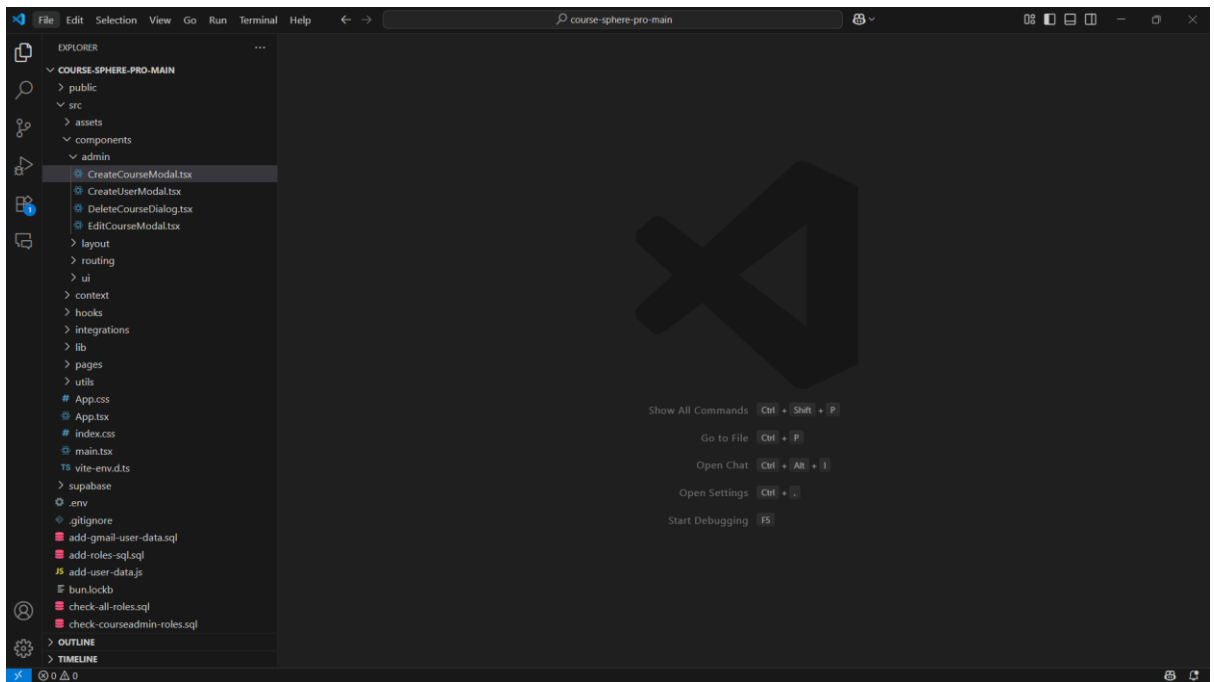 File Edit Selection View Go Run Terminal Help
course-sphere-pro-main
EXPLORER
COURSE-SPHERE-PRO-MAIN
public
src
assets
components
admin
CreateCourseModal.tsx
CreateUserModal.tsx
DeleteCourseDialog.tsx
EditCourseModal.tsx
layout
routing
ui
context
hooks
integrations
lib
pages
utils
# App.css
App.tsx
# index.css
main.tsx
TS vite-env.d.ts
supabase
.env
.gitignore
add-gmail-user-data.sql
add-roles-sql.sql
JS add-user-data.js
bun.lockb
check-all-roles.sql
check-courseadmin-roles.sql
OUTLINE
TIMELINE
1
Show All Commands Ctrl + Shift + P
Go to File Ctrl + P
Open Chat Ctrl + Alt + I
Open Settings Ctrl + ,
Start Debugging F5
0 0